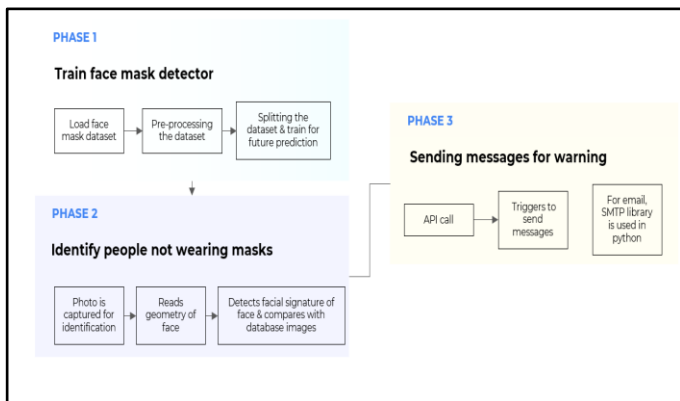 PHASE 1
Train face mask detector
Load face
mask dataset
Pre-processing
the dataset
Splitting the
dataset & train for
future prediction
PHASE 2
Identify people not wearing masks
Photo is
captured for
identification
Reads
geometry of
face
Detects facial signature of
face & compares with
database images
PHASE 3
Sending messages for warning
API call
Triggers to
send
messages
For email,
SMTP library
is used in
python